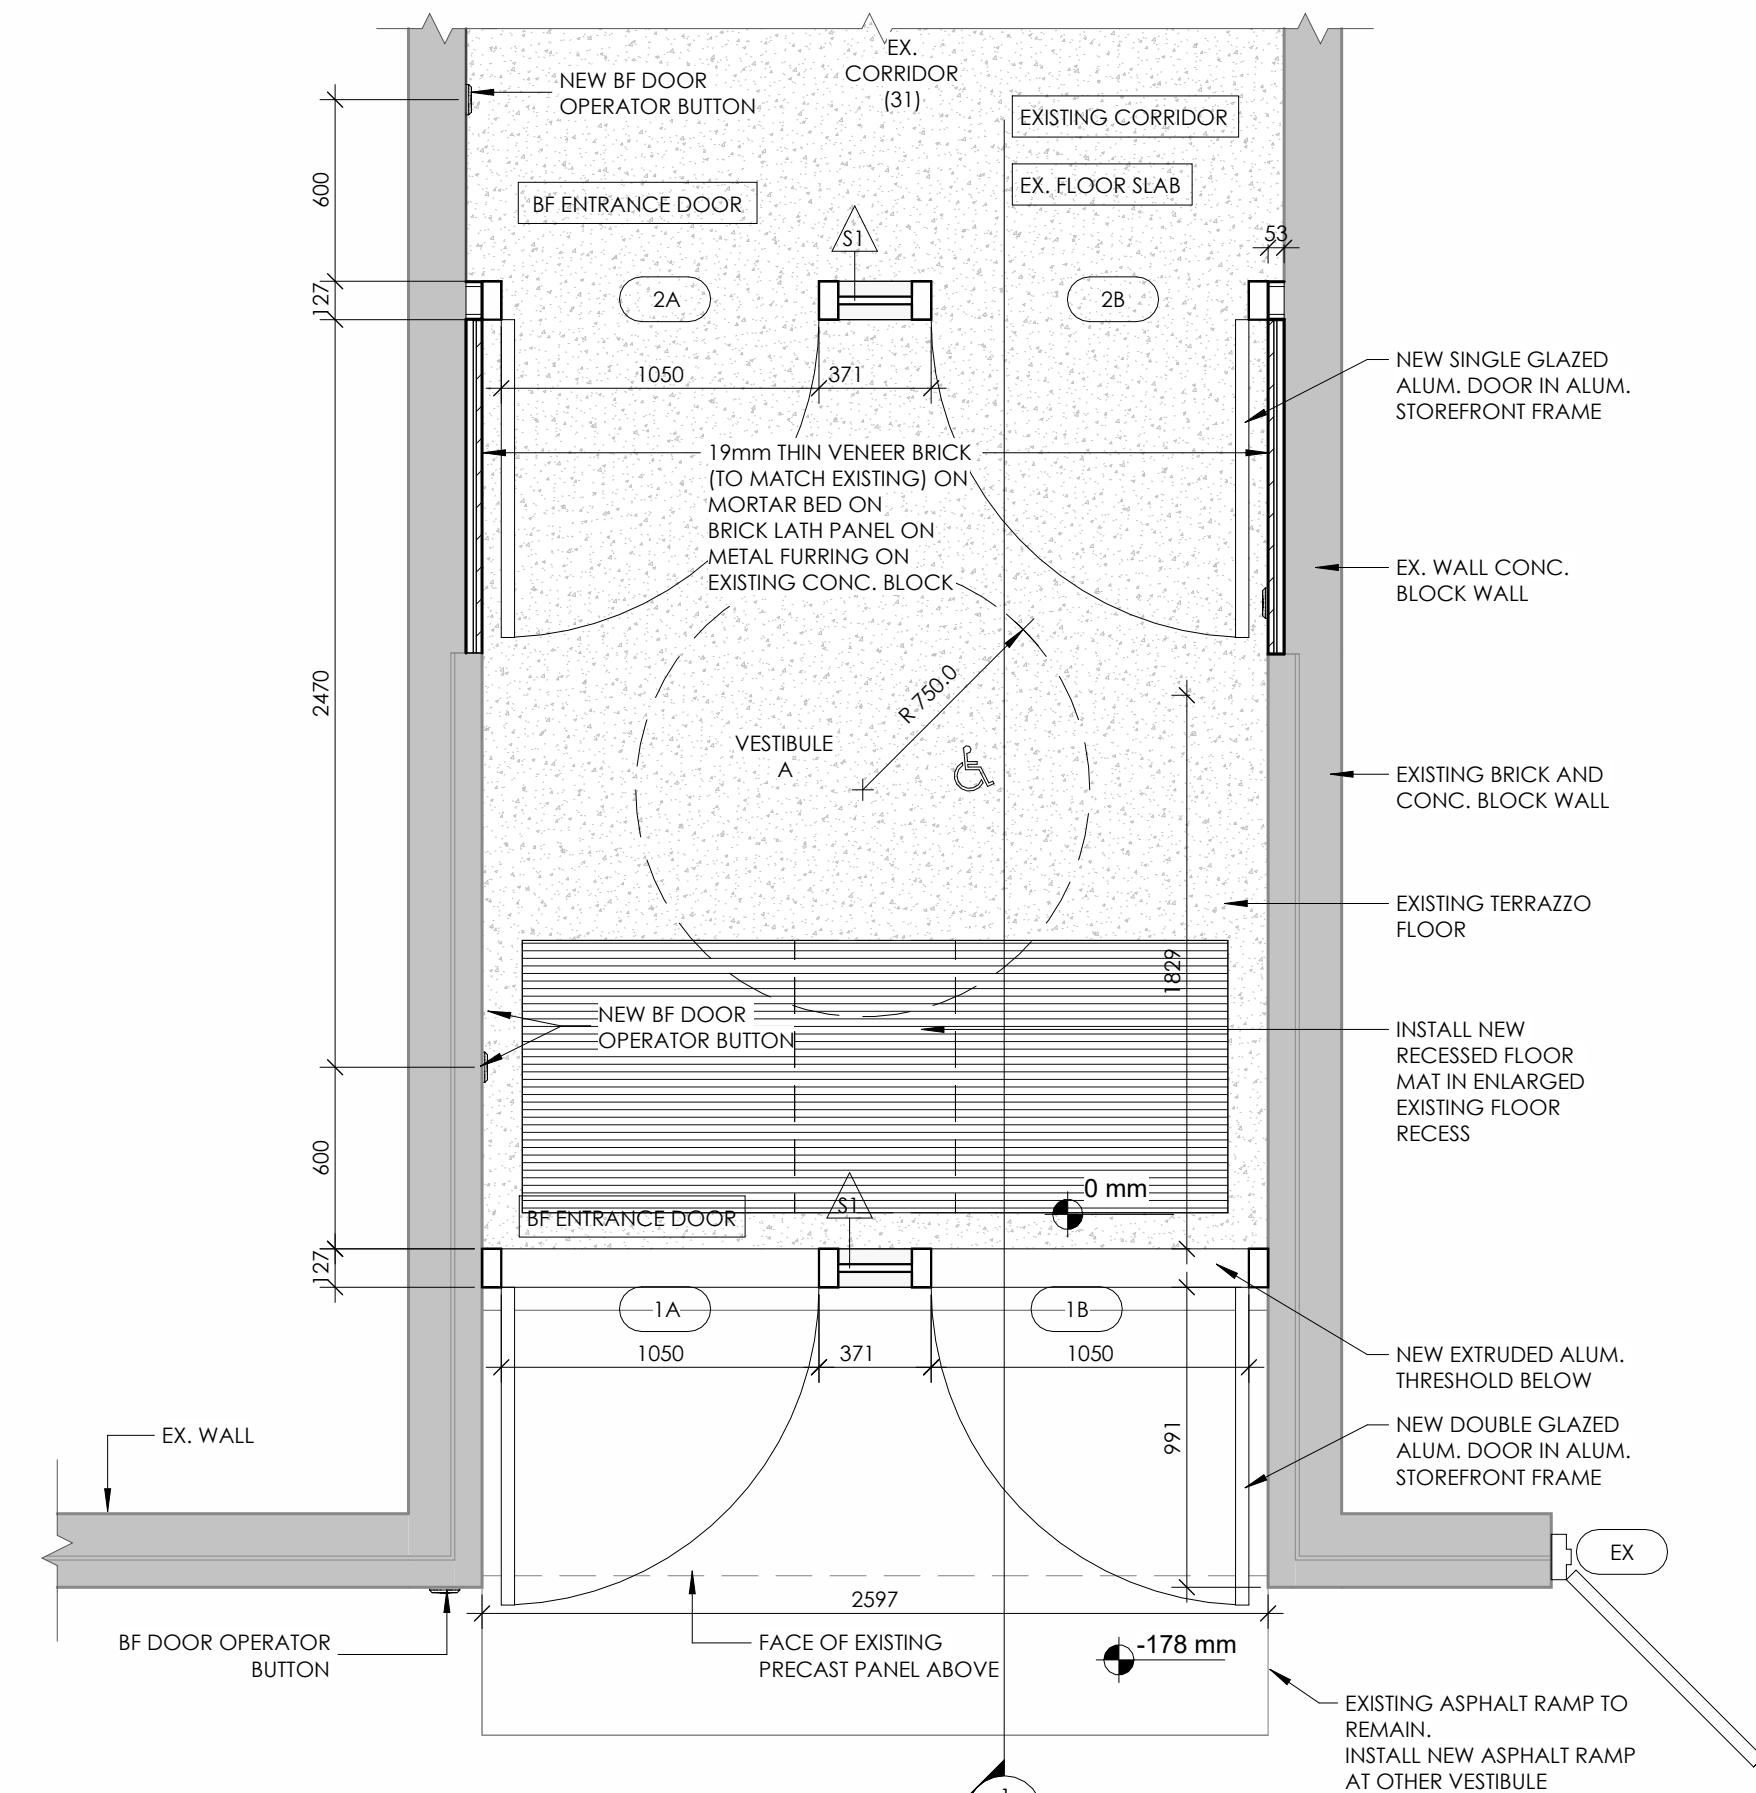 EX.
CORRIDOR
(31)
NEW BF DOOR
OPERATOR BUTTON
EXISTING CORRIDOR
EX. FLOOR SLAB
BF ENTRANCE DOOR
S1
600
53
127
2A
2B
1050
371
NEW SINGLE GLAZED
ALUM. DOOR IN ALUM.
STOREFRONT FRAME
19mm THIN VENEER BRICK
(TO MATCH EXISTING) ON
MORTAR BED ON
BRICK LATH PANEL ON
METAL FURRING ON
EXISTING CONC. BLOCK
EX. WALL CONC.
BLOCK WALL
2470
R 750.0
VESTIBULE
A
EXISTING BRICK AND
CONC. BLOCK WALL
EXISTING TERRAZZO
FLOOR
1829
NEW BF DOOR
OPERATOR BUTTON
INSTALL NEW
RECESSED FLOOR
MAT IN ENLARGED
EXISTING FLOOR
RECESS
600
0 mm
S1
BF ENTRANCE DOOR
127
1A
1B
1050
371
1050
NEW EXTRUDED ALUM.
THRESHOLD BELOW
991
NEW DOUBLE GLAZED
ALUM. DOOR IN ALUM.
STOREFRONT FRAME
EX. WALL
EX
2597
BF DOOR OPERATOR
BUTTON
FACE OF EXISTING
PRECAST PANEL ABOVE
-178 mm
EXISTING ASPHALT RAMP TO
REMAIN.
INSTALL NEW ASPHALT RAMP
AT OTHER VESTIBULE